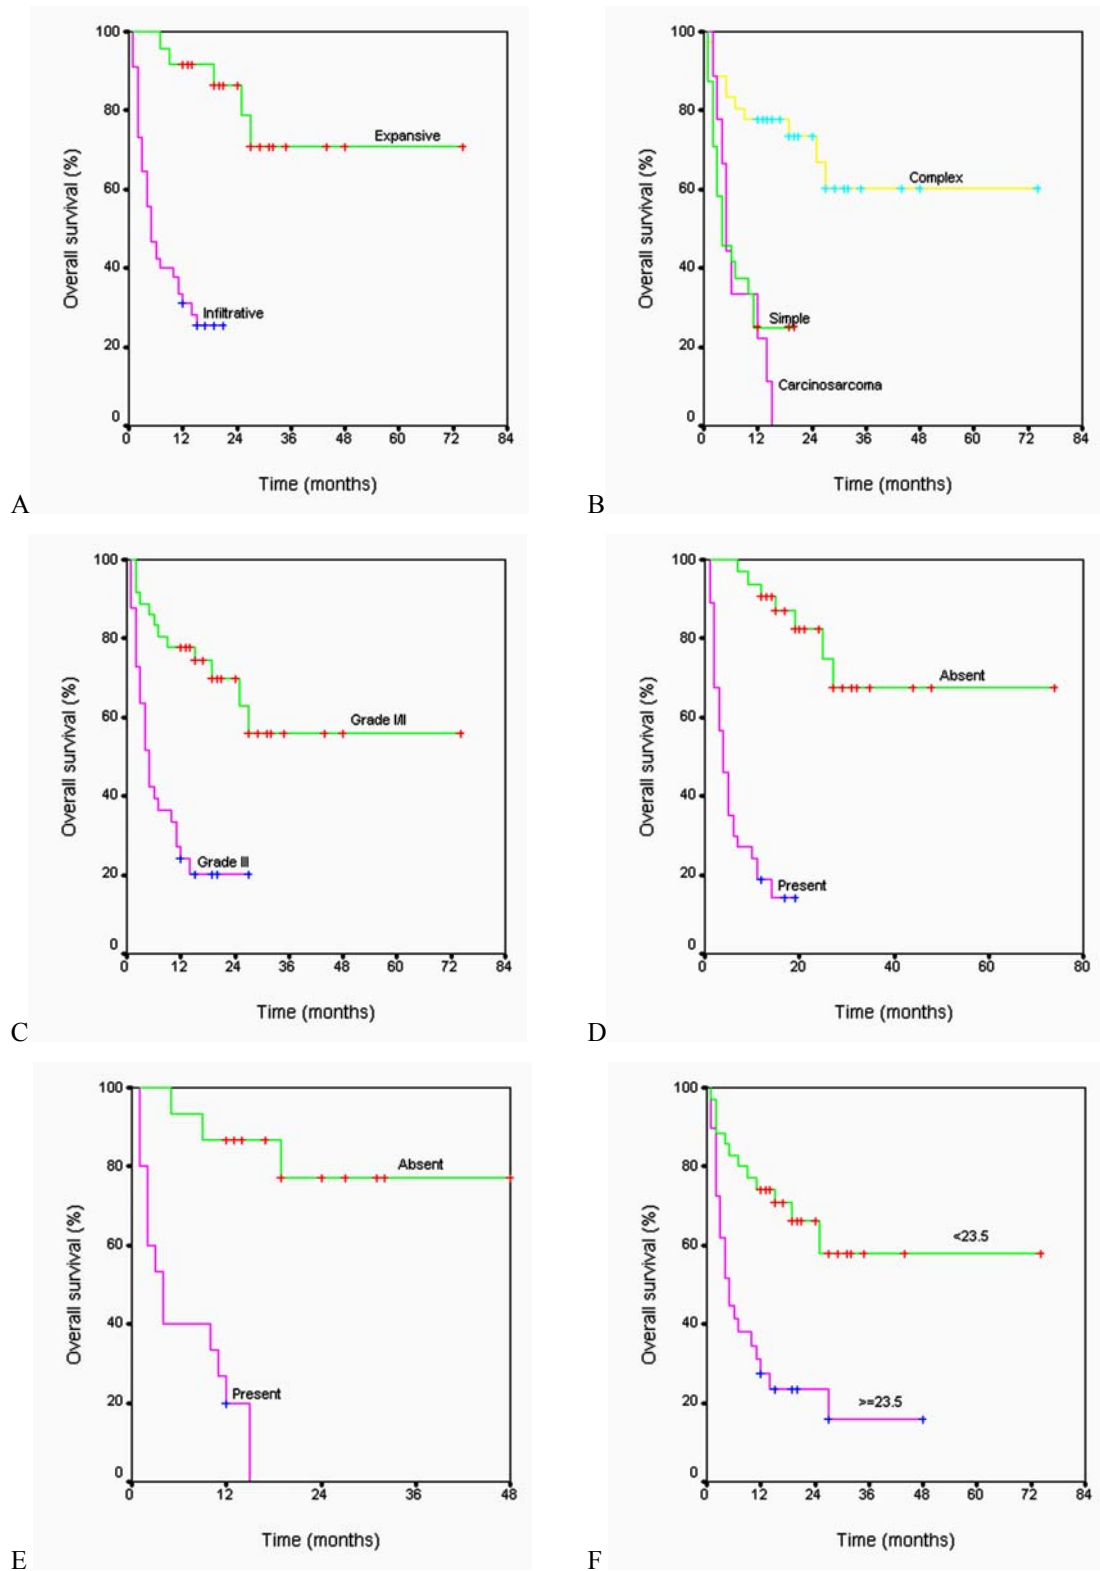 100
80
60
40
20
0
Overall survival (%)
Expansive
Infiltrative
0 12 24 36 48 60 72 84
Time (months)
A
100
80
60
40
20
0
Overall survival (%)
Complex
Simple
Carcinosarcoma
0 12 24 36 48 60 72 84
Time (months)
B
100
80
60
40
20
0
Overall survival (%)
Grade I/II
Grade III
0 12 24 36 48 60 72 84
Time (months)
C
100
80
60
40
20
0
Overall survival (%)
Absent
Present
0 20 40 60 80
Time (months)
D
100
80
60
40
20
0
Overall survival (%)
Absent
Present
0 12 24 36 48
Time (months)
E
100
80
60
40
20
0
Overall survival (%)
<23.5
>=23.5
0 12 24 36 48 60 72 84
Time (months)
F